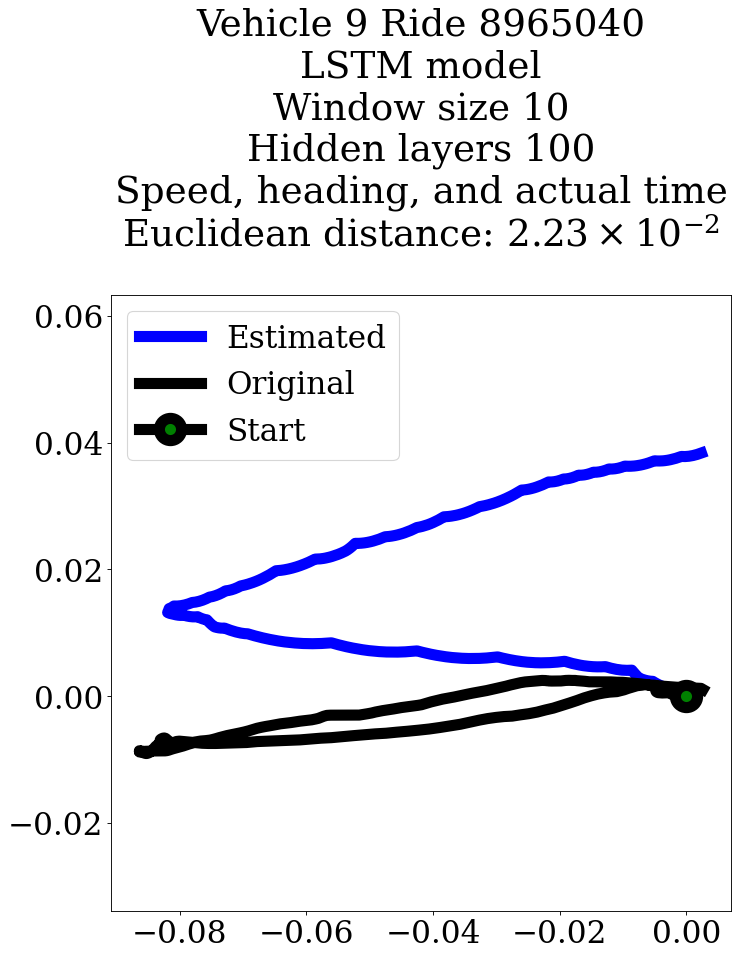 Vehicle 9 Ride 8965040
LSTM model
Window size 10
Hidden layers 100
Speed, heading, and actual time
Euclidean distance: 2.23 × 10⁻²
Estimated
Original
Start
0.06
0.04
0.02
0.00
−0.02
−0.08 −0.06 −0.04 −0.02 0.00